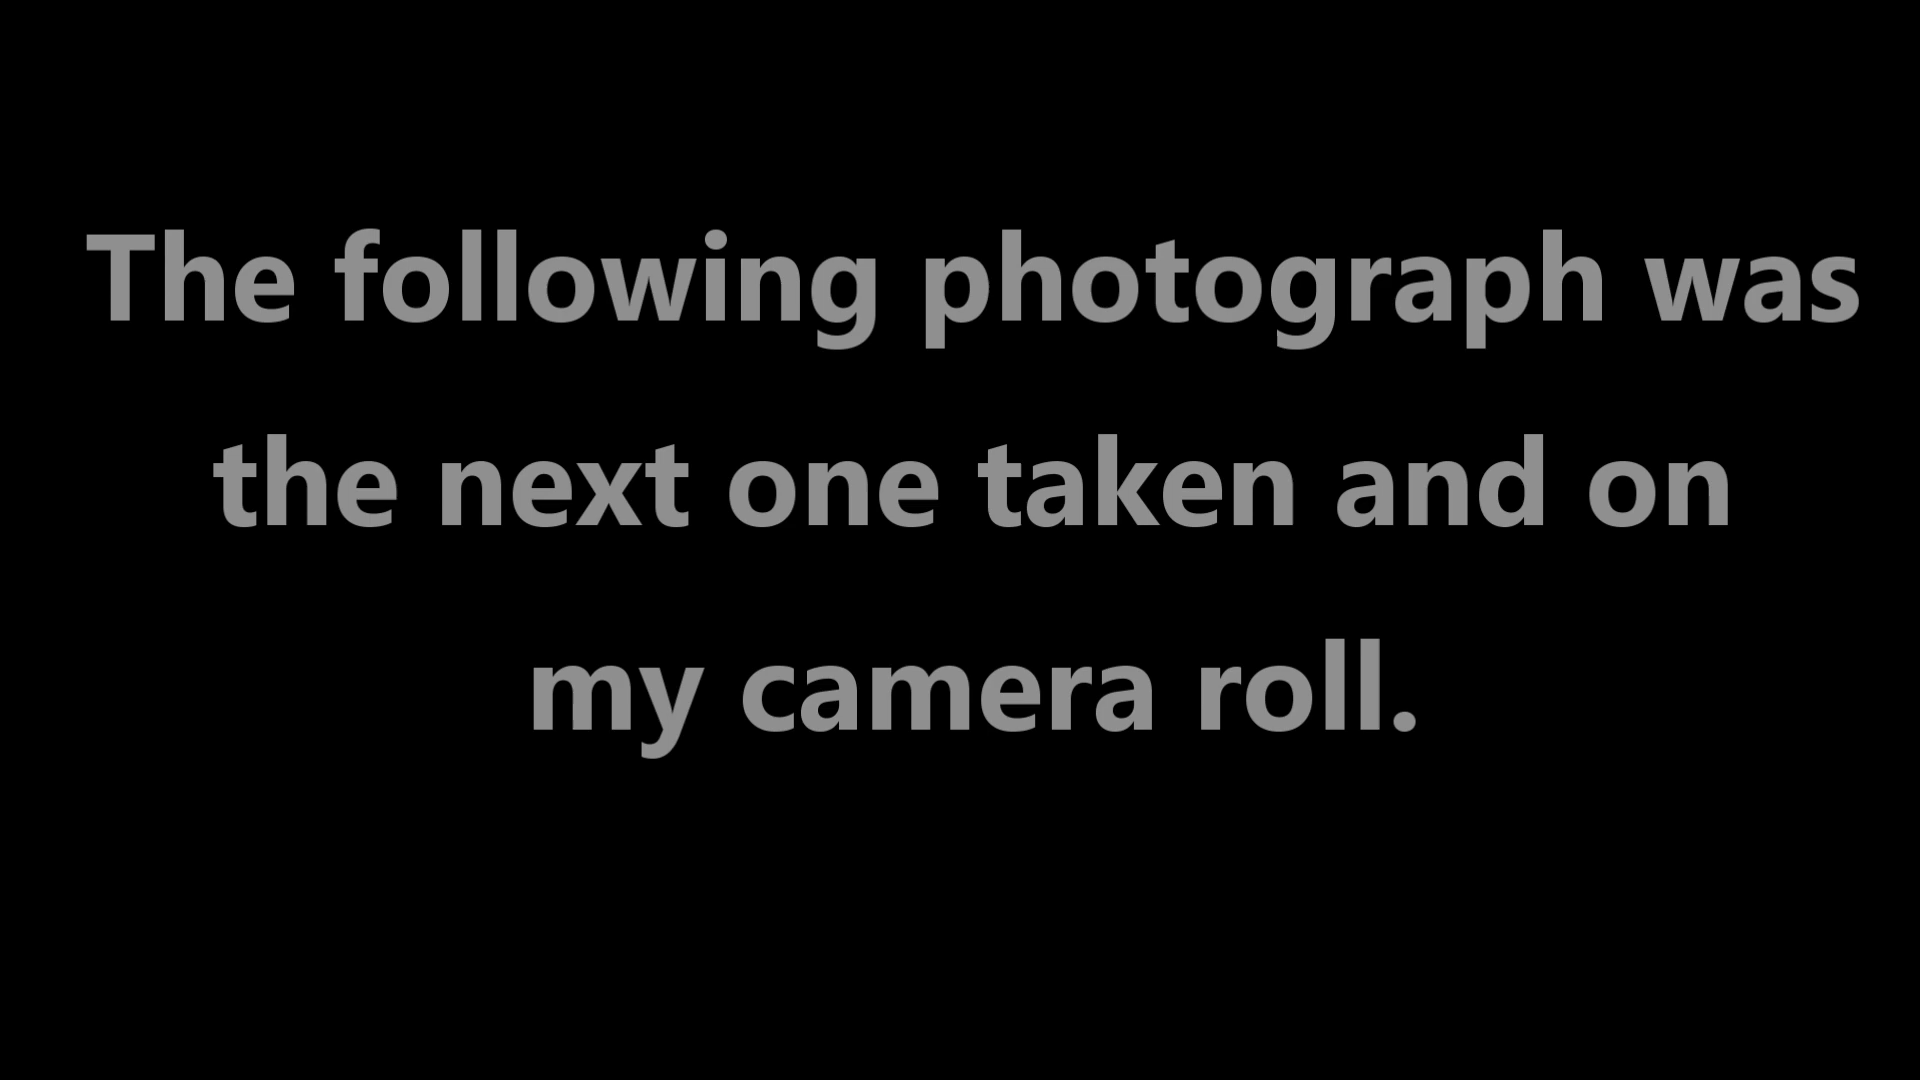 The following photograph was
the next one taken and on
my camera roll.